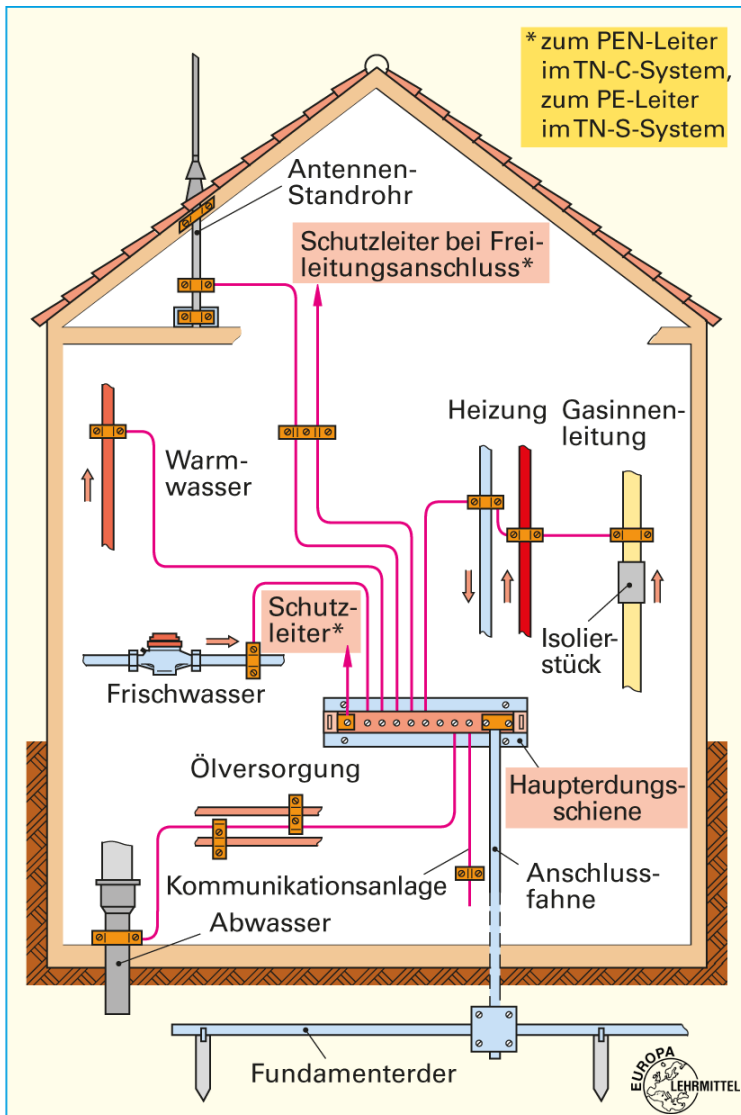 * zum PEN-Leiter
im TN-C-System,
zum PE-Leiter
im TN-S-System
Antennen-
Standrohr
Schutzleiter bei Frei-
leitungsanschluss*
Heizung
Gasinnen-
leitung
Warm-
wasser
Isolier-
stück
Schutz-
leiter*
Frischwasser
Haupterdungs-
schiene
Ölversorgung
Kommunikationsanlage
Anschluss-
fahne
Abwasser
Fundamenterder
EUROPA
LEHRMITTEL